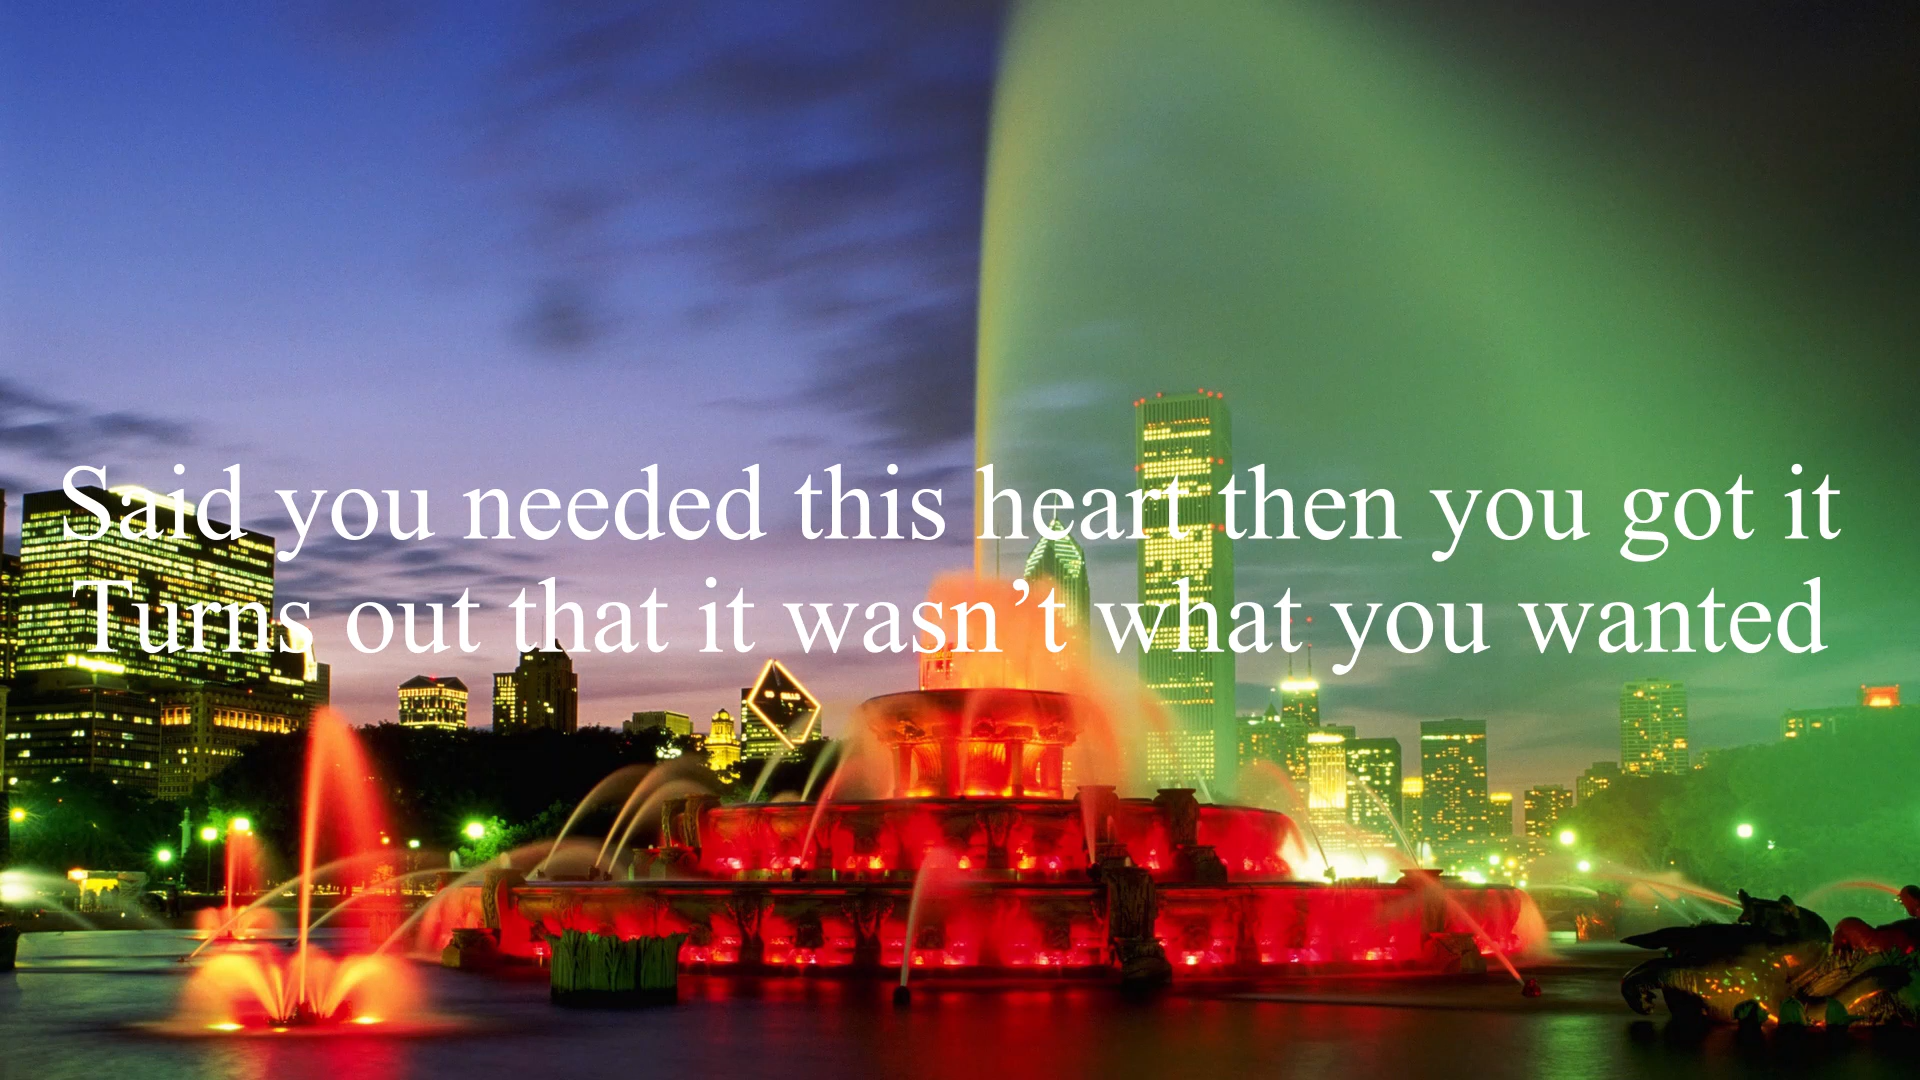 Said you needed this heart then you got it
Turns out that it wasn’t what you wanted